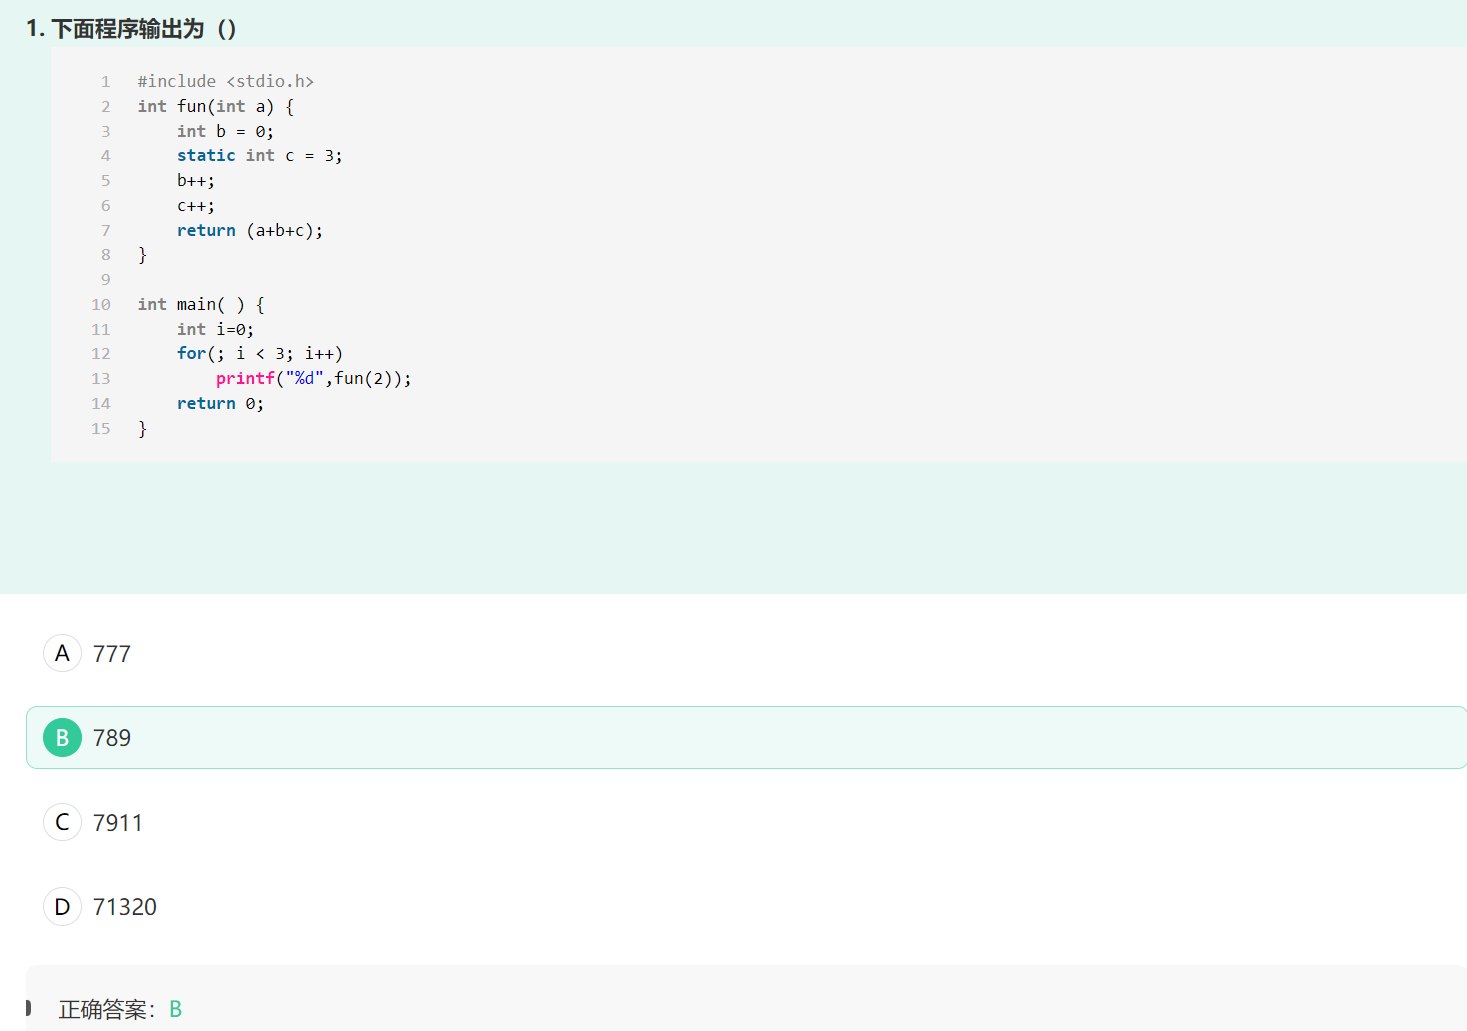 1. 下面程序输出为（）
1 #include <stdio.h>
2 int fun(int a) {
3     int b = 0;
4     static int c = 3;
5     b++;
6     c++;
7     return (a+b+c);
8 }
9
10 int main( ) {
11     int i=0;
12     for(; i < 3; i++)
13         printf("%d",fun(2));
14     return 0;
15 }
A 777
B 789
C 7911
D 71320
正确答案：B